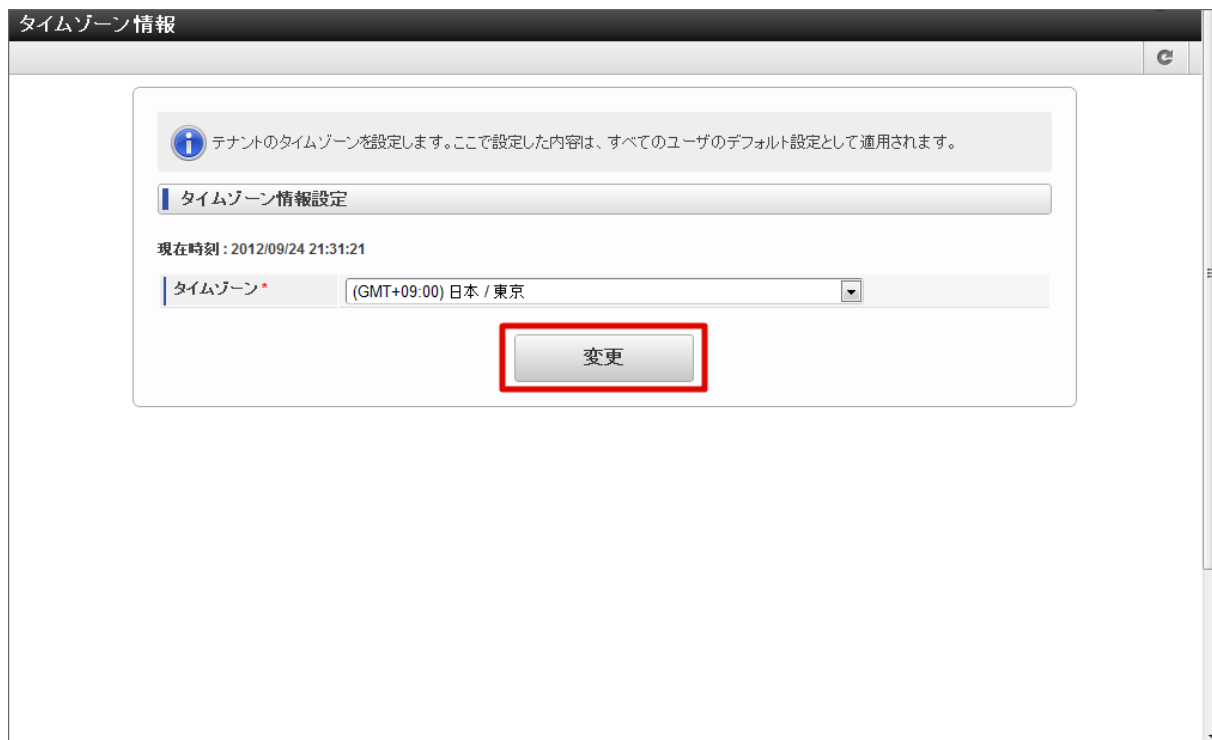 タイムゾーン情報
テナントのタイムゾーンを設定します。ここで設定した内容は、すべてのユーザのデフォルト設定として適用されます。
タイムゾーン情報設定
現在時刻 : 2012/09/24 21:31:21
タイムゾーン *
(GMT+09:00) 日本 / 東京
変更